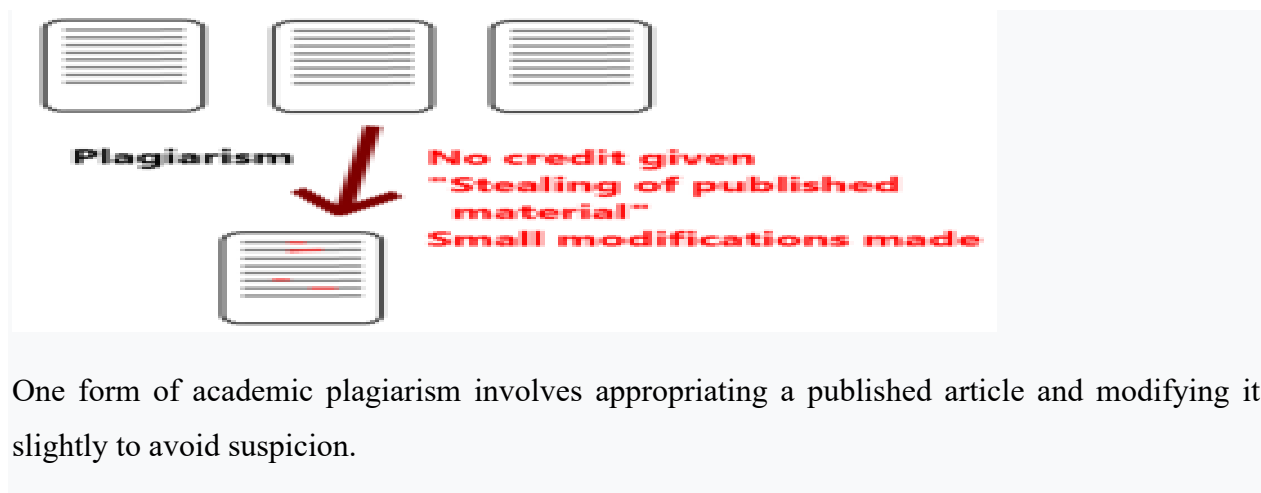 Plagiarism
No credit given
"Stealing of published
material"
Small modifications made
One form of academic plagiarism involves appropriating a published article and modifying it
slightly to avoid suspicion.